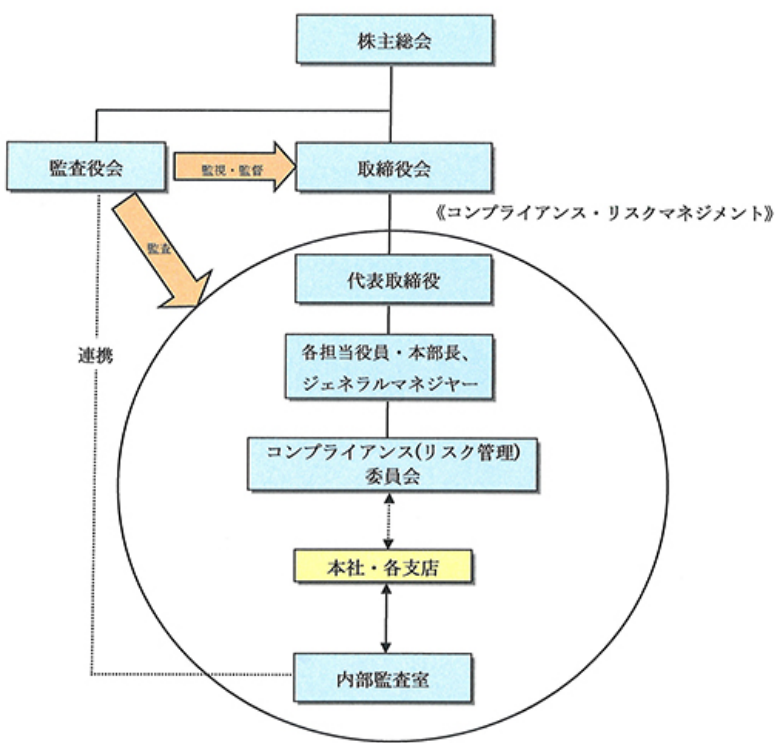 株主総会
監査役会
監視・監督
取締役会
《コンプライアンス・リスクマネジメント》
監査
代表取締役
各担当役員・本部長、
ジェネラルマネジャー
連携
コンプライアンス(リスク管理)
委員会
本社・各支店
内部監査室